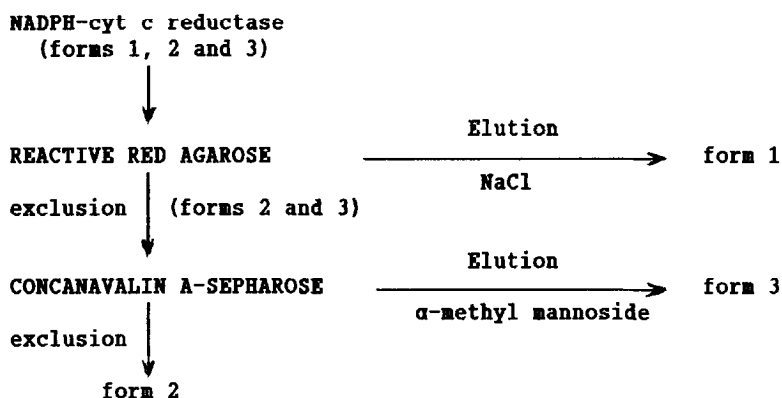 NADPH-cyt c reductase
(forms 1, 2 and 3)
Elution
REACTIVE RED AGAROSE
form 1
NaCl
exclusion
(forms 2 and 3)
Elution
CONCANAVALIN A-SEPHAROSE
form 3
α-methyl mannoside
exclusion
form 2